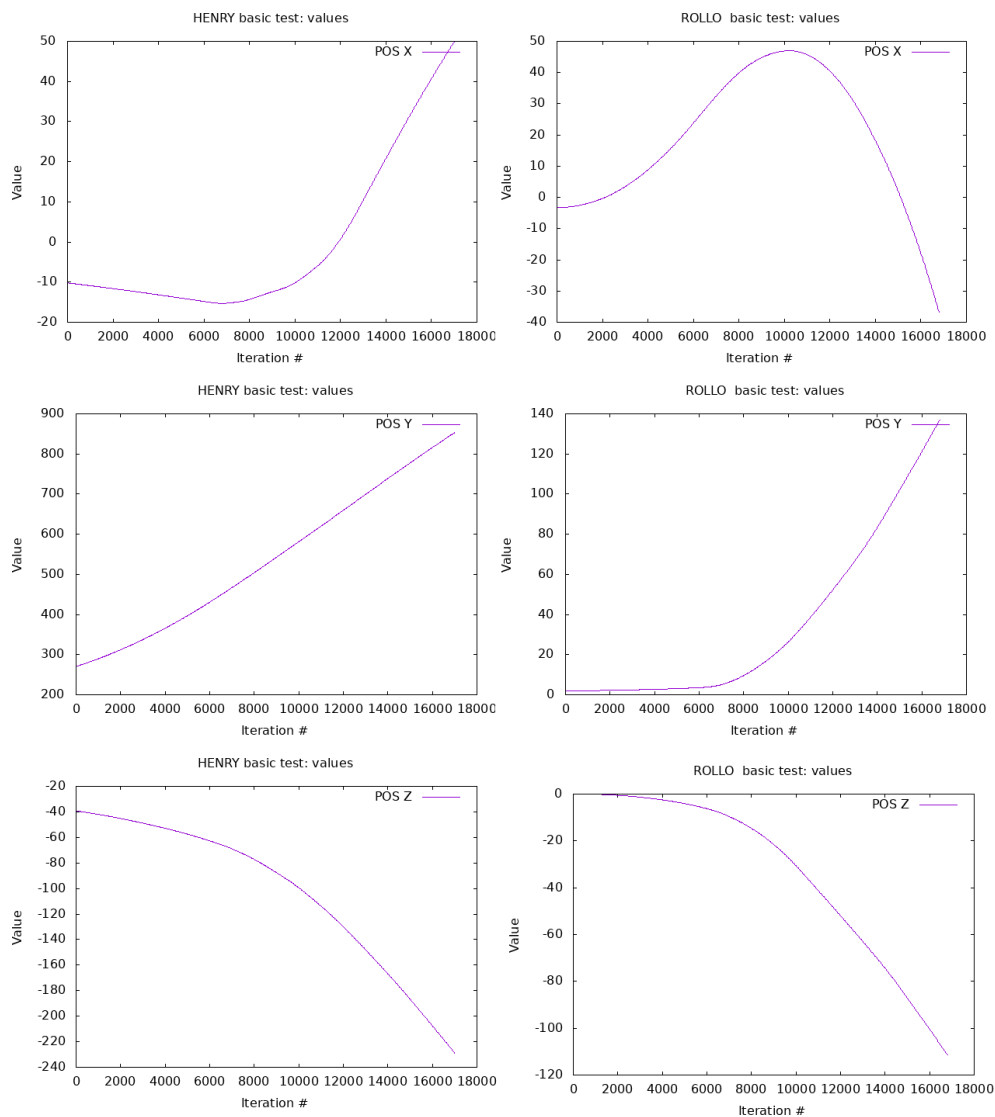 HENRY basic test: values
POS X
Value
50
40
30
20
10
0
-10
-20
0 2000 4000 6000 8000 10000 12000 14000 16000 18000
Iteration #
ROLLO basic test: values
POS X
Value
50
40
30
20
10
0
-10
-20
-30
-40
0 2000 4000 6000 8000 10000 12000 14000 16000 18000
Iteration #
HENRY basic test: values
POS Y
Value
900
800
700
600
500
400
300
200
0 2000 4000 6000 8000 10000 12000 14000 16000 18000
Iteration #
ROLLO basic test: values
POS Y
Value
140
120
100
80
60
40
20
0
0 2000 4000 6000 8000 10000 12000 14000 16000 18000
Iteration #
HENRY basic test: values
POS Z
Value
-20
-40
-60
-80
-100
-120
-140
-160
-180
-200
-220
-240
0 2000 4000 6000 8000 10000 12000 14000 16000 18000
Iteration #
ROLLO basic test: values
POS Z
Value
0
-20
-40
-60
-80
-100
-120
0 2000 4000 6000 8000 10000 12000 14000 16000 18000
Iteration #